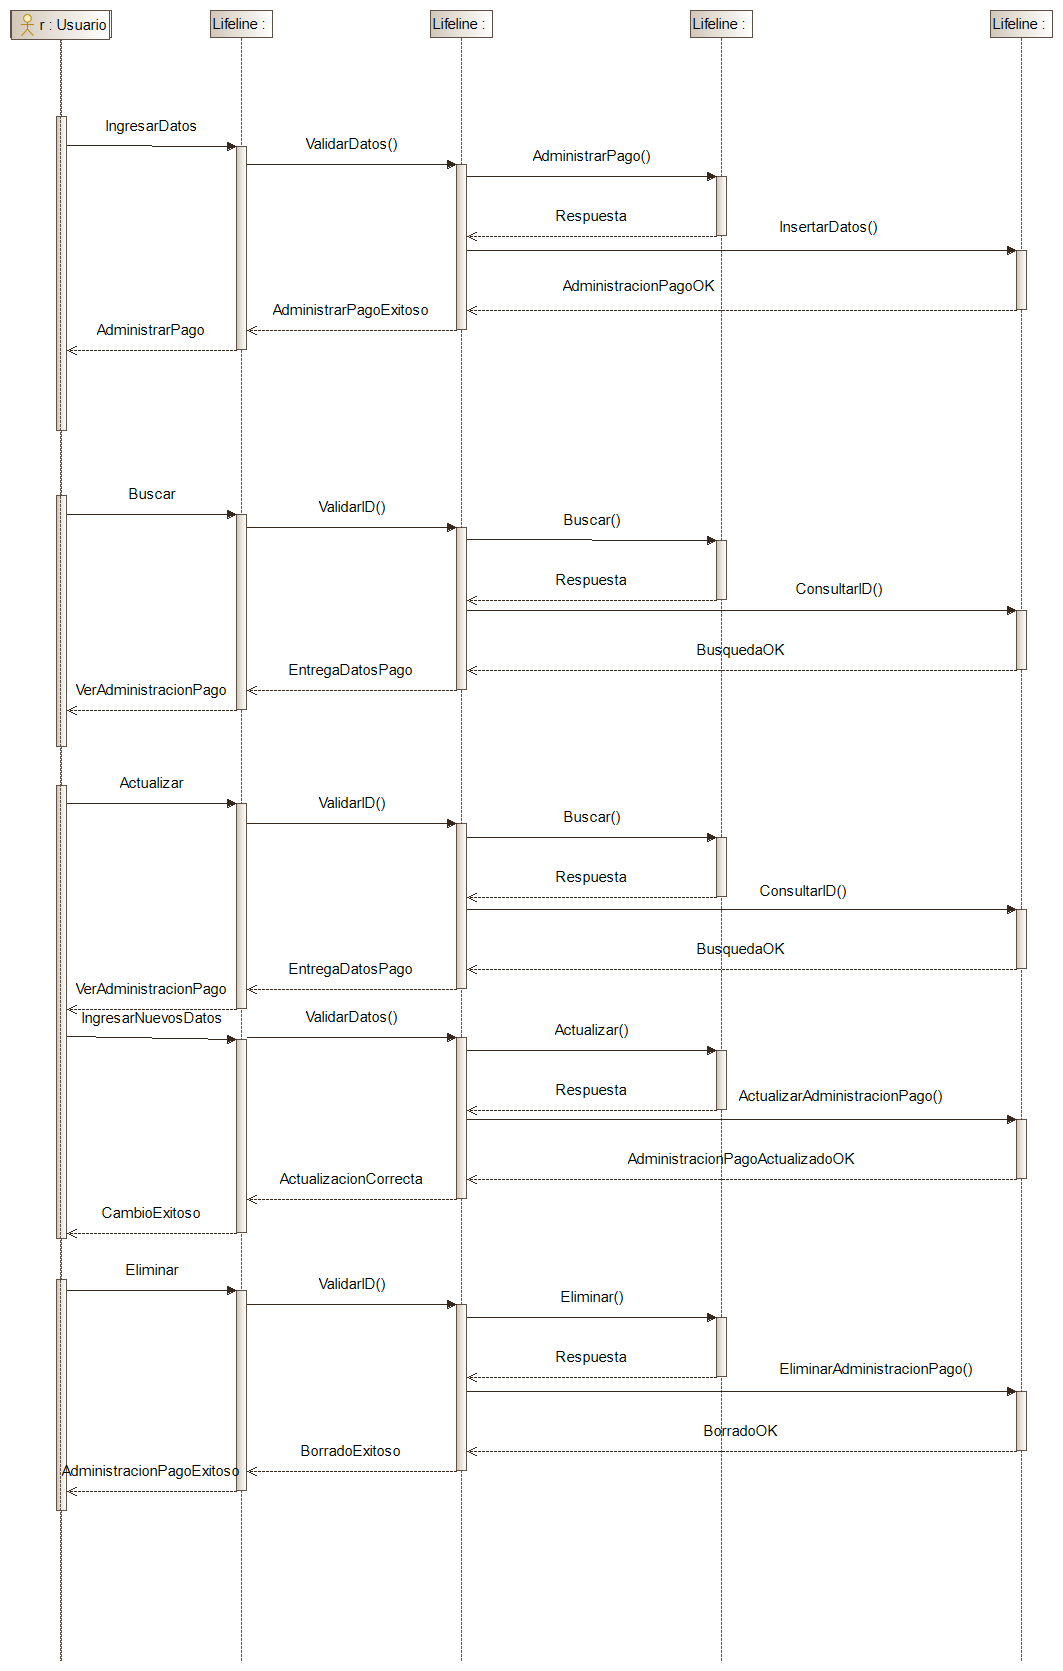 r : Usuario
Lifeline :
Lifeline :
Lifeline :
Lifeline :
IngresarDatos
ValidarDatos()
AdministrarPago()
Respuesta
InsertarDatos()
AdministracionPagoOK
AdministrarPagoExitoso
AdministrarPago
Buscar
ValidarID()
Buscar()
Respuesta
ConsultarID()
BusquedaOK
EntregaDatosPago
VerAdministracionPago
Actualizar
ValidarID()
Buscar()
Respuesta
ConsultarID()
BusquedaOK
EntregaDatosPago
VerAdministracionPago
IngresarNuevosDatos
ValidarDatos()
Actualizar()
Respuesta
ActualizarAdministracionPago()
AdministracionPagoActualizadoOK
ActualizacionCorrecta
CambioExitoso
Eliminar
ValidarID()
Eliminar()
Respuesta
EliminarAdministracionPago()
BorradoOK
BorradoExitoso
AdministracionPagoExitoso